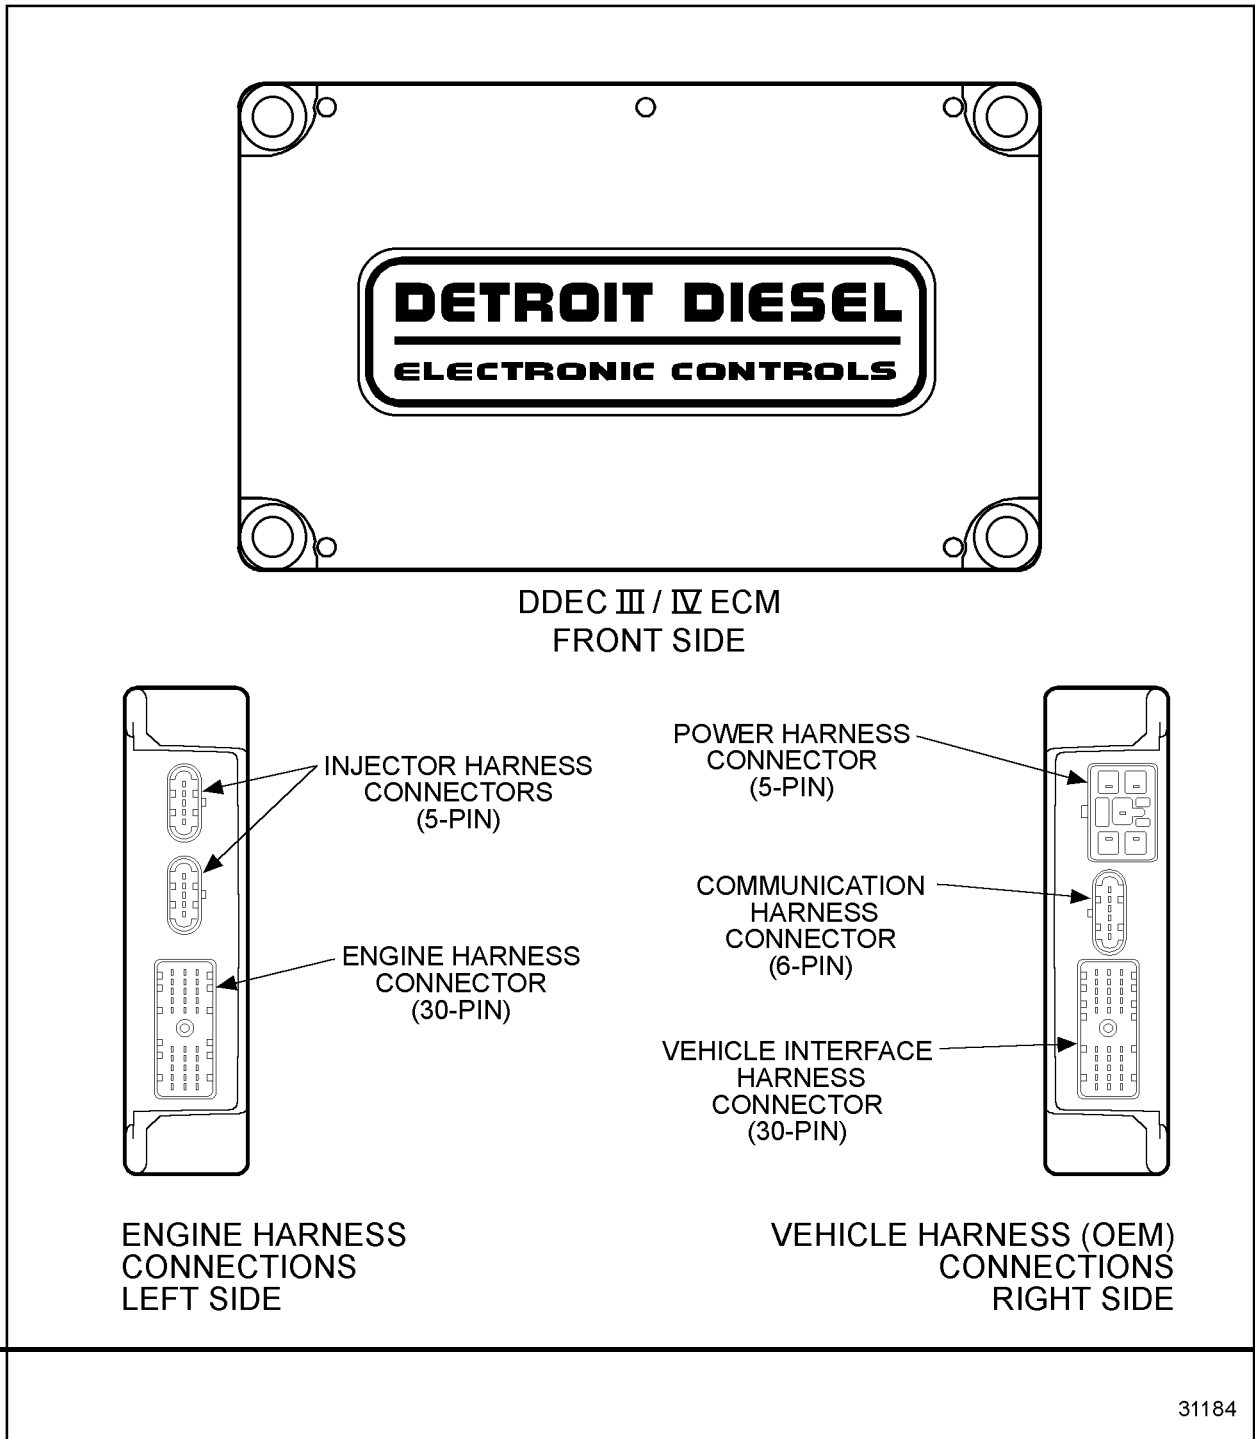 DETROIT DIESEL
ELECTRONIC CONTROLS
DDEC III / IV ECM
FRONT SIDE
INJECTOR HARNESS
CONNECTORS
(5-PIN)
ENGINE HARNESS
CONNECTOR
(30-PIN)
POWER HARNESS
CONNECTOR
(5-PIN)
COMMUNICATION
HARNESS
CONNECTOR
(6-PIN)
VEHICLE INTERFACE
HARNESS
CONNECTOR
(30-PIN)
ENGINE HARNESS
CONNECTIONS
LEFT SIDE
VEHICLE HARNESS (OEM)
CONNECTIONS
RIGHT SIDE
31184